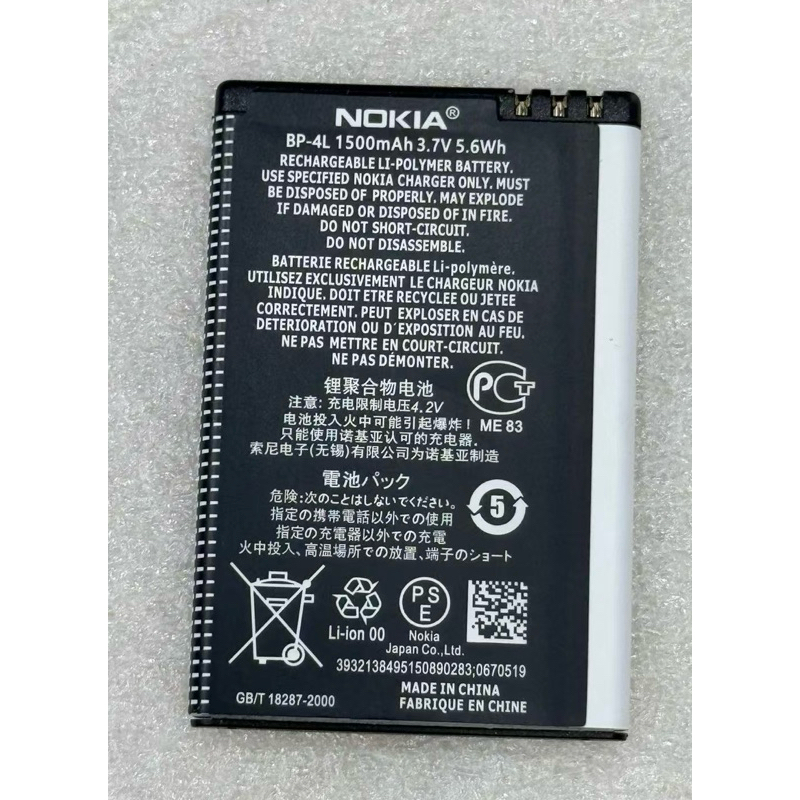 NOKIA®
BP-4L 1500mAh 3.7V 5.6Wh
RECHARGEABLE LI-POLYMER BATTERY.
USE SPECIFIED NOKIA CHARGER ONLY. MUST
BE DISPOSED OF PROPERLY. MAY EXPLODE
IF DAMAGED OR DISPOSED OF IN FIRE.
DO NOT SHORT-CIRCUIT.
DO NOT DISASSEMBLE.
BATTERIE RECHARGEABLE Li-polymère.
UTILISEZ EXCLUSIVEMENT LE CHARGEUR NOKIA
INDIQUE. DOIT ETRE RECYCLEE OU JETEE
CORRECTEMENT. PEUT EXPLOSER EN CAS DE
DETERIORATION OU D'EXPOSITION AU FEU.
NE PAS METTRE EN COURT-CIRCUIT.
NE PAS DÉMONTER.
锂聚合物电池
注意: 充电限制电压4.2V
电池投入火中可能引起爆炸!
只能使用诺基亚认可的充电器.
索尼电子(无锡)有限公司为诺基亚制造
РСТ
ME 83
電池パック
危険:次のことはしないでください。
指定の携帯電話以外での使用
指定の充電器以外での充電
火中投入、高温場所での放置、端子のショート
5
Li-ion 00
PS
E
Nokia
Japan Co.,Ltd.
3932138495150890283;0670519
GB/T 18287-2000
MADE IN CHINA
FABRIQUE EN CHINE